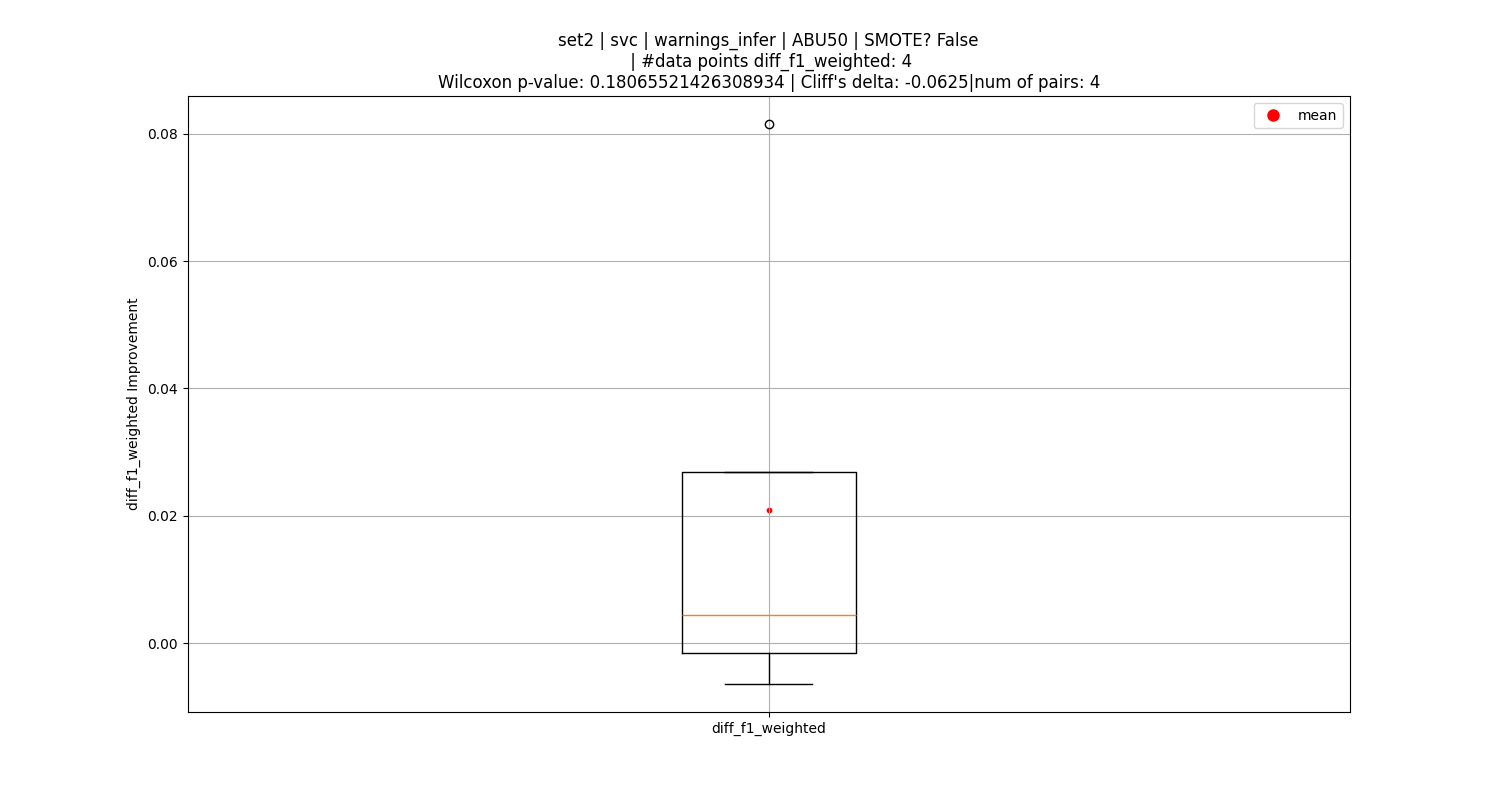 set2 | svc | warnings_infer | ABU50 | SMOTE? False
| #data points diff_f1_weighted: 4
Wilcoxon p-value: 0.18065521426308934 | Cliff's delta: -0.0625|num of pairs: 4
mean
0.08
0.06
0.04
0.02
0.00
diff_f1_weighted Improvement
diff_f1_weighted